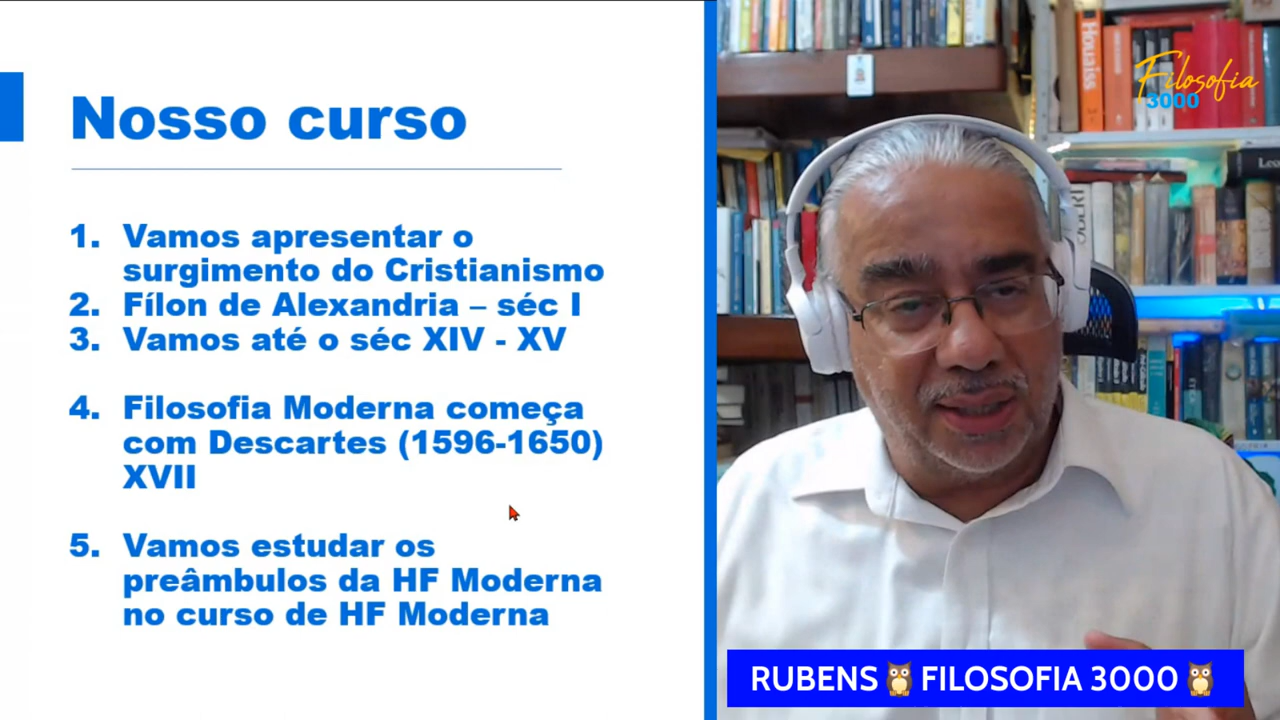 Nosso curso
1. Vamos apresentar o
surgimento do Cristianismo
2. Fílon de Alexandria – séc I
3. Vamos até o séc XIV - XV
4. Filosofia Moderna começa
com Descartes (1596-1650)
XVII
5. Vamos estudar os
preâmbulos da HF Moderna
no curso de HF Moderna
Houaiss
Filosofia
3000
RUBENS🦉FILOSOFIA 3000🦉